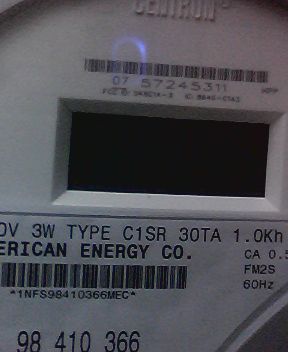 CENTRON®
07 57245311
0V 3W TYPE C1SR 30TA 1.0Kh
ERICAN ENERGY CO.
CA 0.5
FM2S
60Hz
*1NFS98410366MEC*
98 410 366